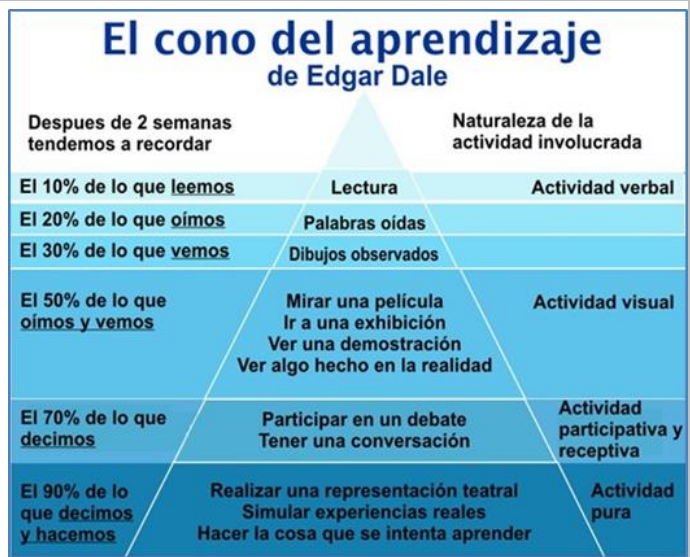 El cono del aprendizaje
de Edgar Dale
Despues de 2 semanas
tendemos a recordar
Naturaleza de la
actividad involucrada
El 10% de lo que leemos
Lectura
Actividad verbal
El 20% de lo que oímos
Palabras oídas
El 30% de lo que vemos
Dibujos observados
El 50% de lo que
oímos y vemos
Mirar una película
Ir a una exhibición
Ver una demostración
Ver algo hecho en la realidad
Actividad visual
El 70% de lo que
decimos
Participar en un debate
Tener una conversación
Actividad
participativa y
receptiva
El 90% de lo
que decimos
y hacemos
Realizar una representación teatral
Simular experiencias reales
Hacer la cosa que se intenta aprender
Actividad
pura